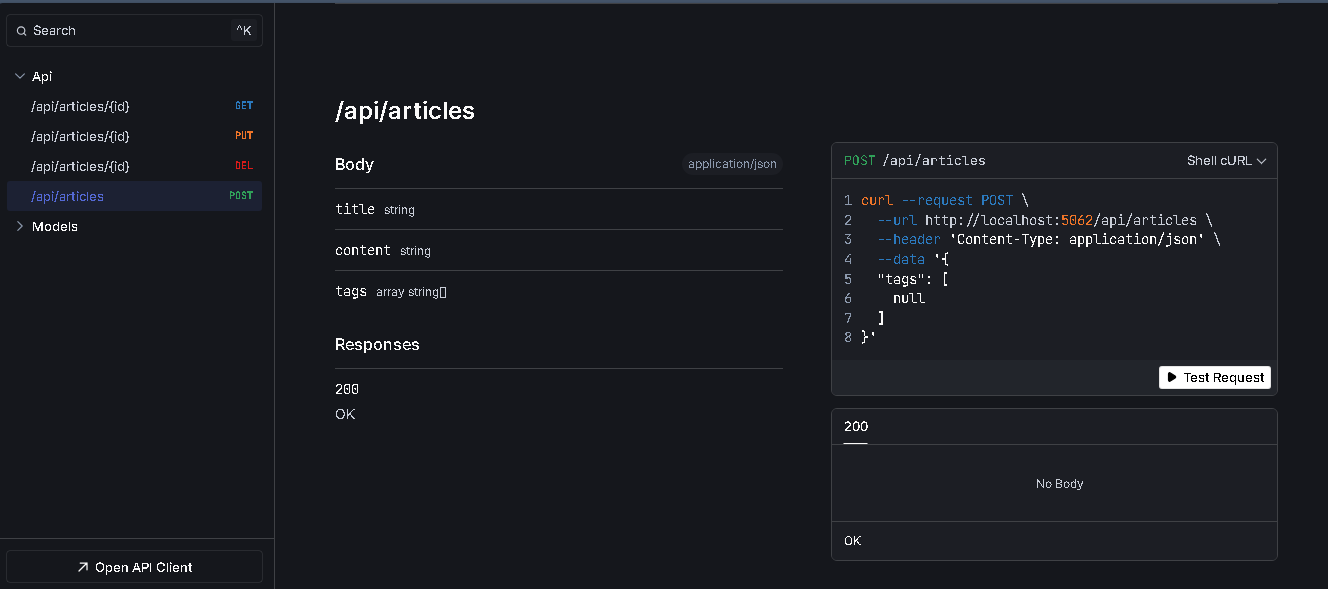 Search ^K
Api
/api/articles/{id} GET
/api/articles/{id} PUT
/api/articles/{id} DEL
/api/articles POST
Models
Open API Client
/api/articles
Body application/json
title string
content string
tags array string[]
Responses
200
OK
POST /api/articles Shell cURL
1 curl --request POST \
2 --url http://localhost:5062/api/articles \
3 --header 'Content-Type: application/json' \
4 --data '{
5 "tags": [
6 null
7 ]
8 }'
Test Request
200
No Body
OK